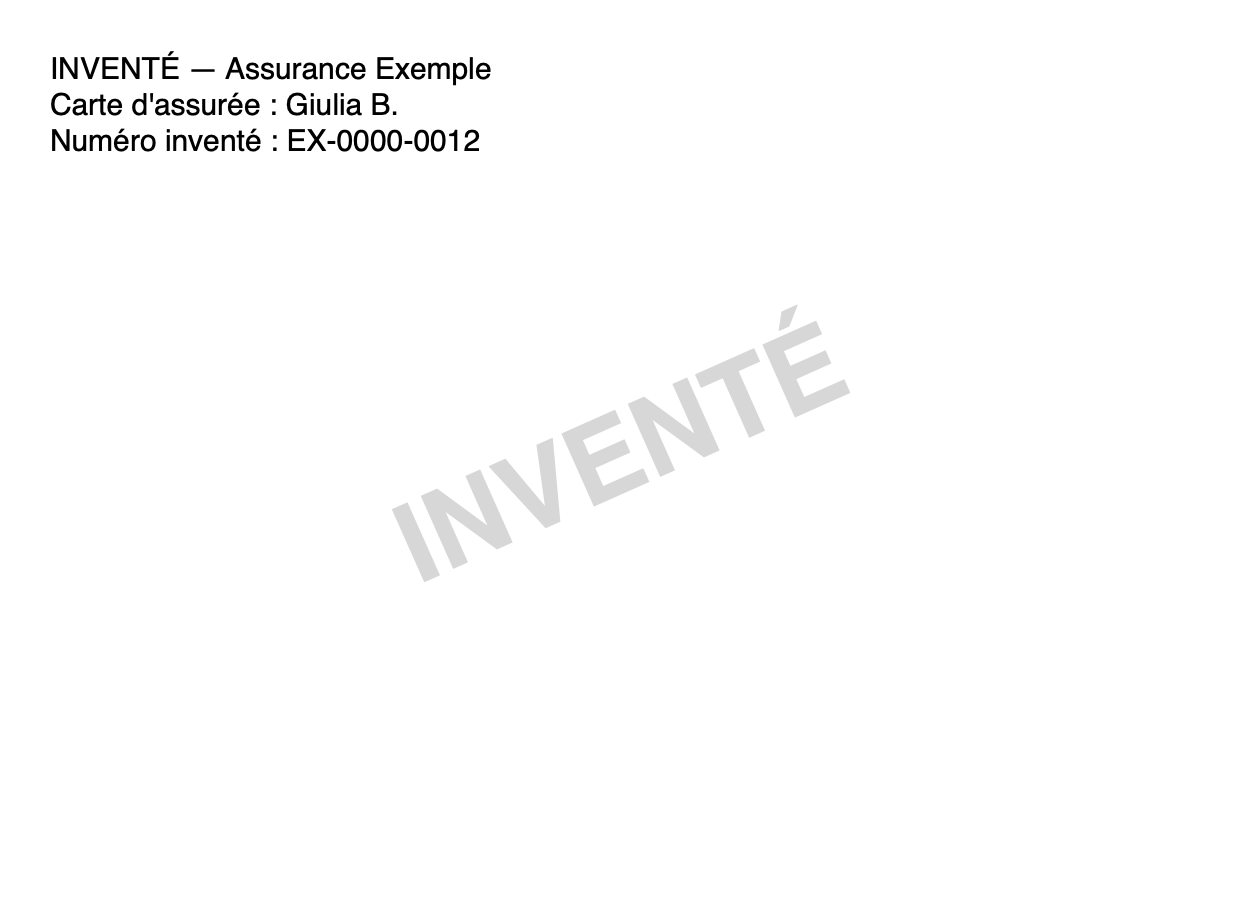 INVENTÉ — Assurance Exemple
Carte d'assurée : Giulia B.
Numéro inventé : EX-0000-0012
INVENTÉ